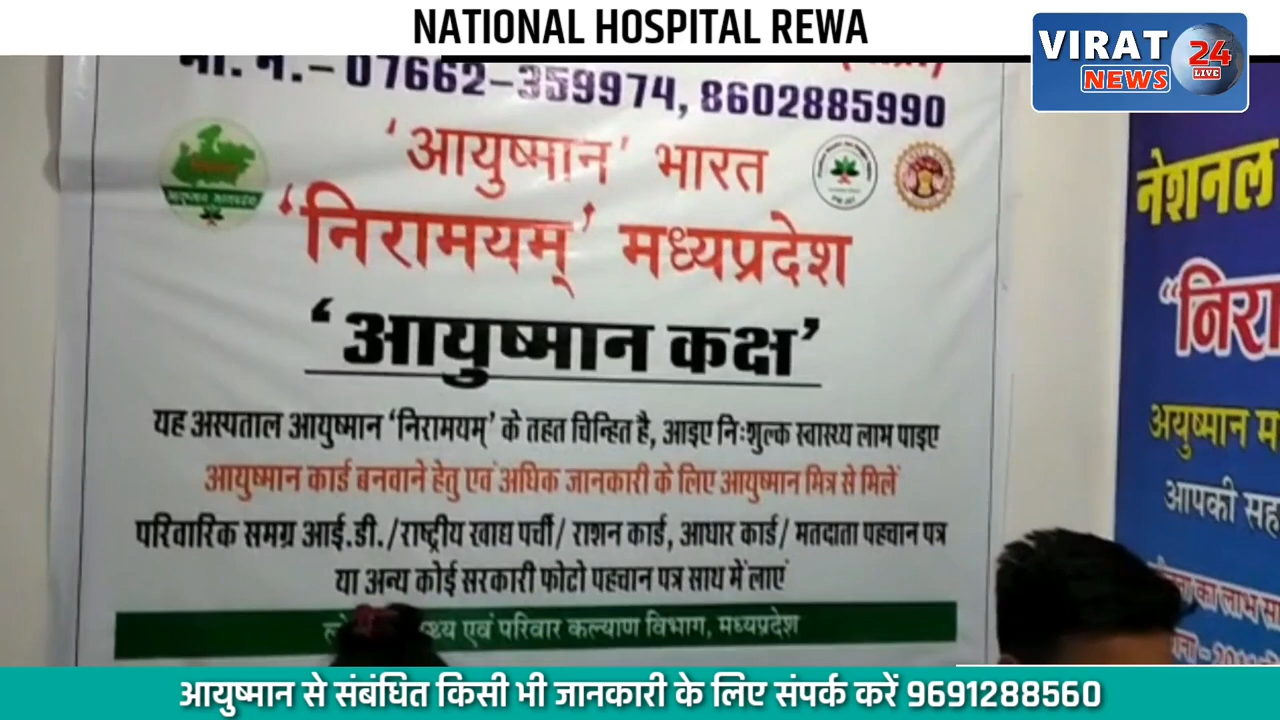 NATIONAL HOSPITAL REWA
VIRAT
NEWS
24
LIVE
07662-359974, 8602885990
'आयुष्मान' भारत
'निरामयम्' मध्यप्रदेश
'आयुष्मान कक्ष'
यह अस्पताल आयुष्मान 'निरामयम्' के तहत चिन्हित है, आइए निःशुल्क स्वास्थ्य लाभ पाइए
आयुष्मान कार्ड बनवाने हेतु एवं अधिक जानकारी के लिए आयुष्मान मित्र से मिलें
परिवारिक समग्र आई.डी./राष्ट्रीय खाद्य पर्ची/ राशन कार्ड, आधार कार्ड/ मतदाता पहचान पत्र
या अन्य कोई सरकारी फोटो पहचान पत्र साथ में लाएं
एवं परिवार कल्याण विभाग, मध्यप्रदेश
नेशनल
"निरा
अयुष्मान म
आपकी सह
का लाभ
आयुष्मान से संबंधित किसी भी जानकारी के लिए संपर्क करें 9691288560